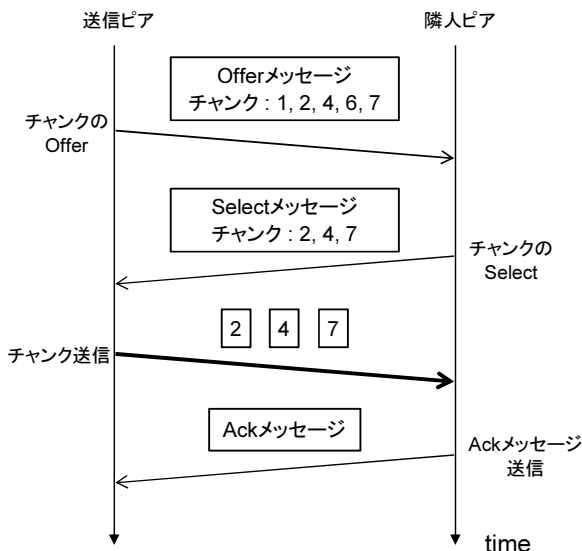 送信ピア
隣人ピア
Offerメッセージ
チャンク : 1, 2, 4, 6, 7
チャンクの
Offer
Selectメッセージ
チャンク : 2, 4, 7
チャンクの
Select
2 4 7
チャンク送信
Ackメッセージ
Ackメッセージ
送信
time